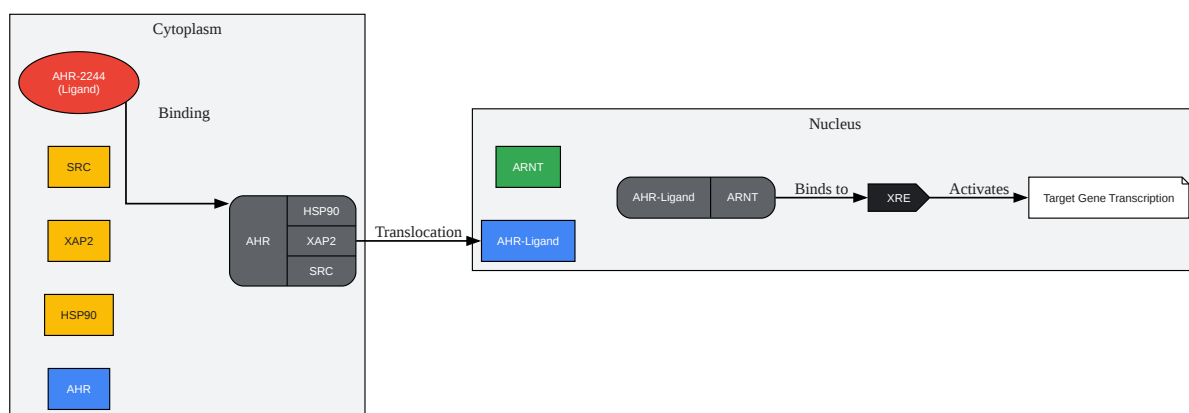 Cytoplasm
AHR-2244
(Ligand)
Binding
SRC
XAP2
HSP90
AHR
AHR
HSP90
XAP2
SRC
Translocation
Nucleus
ARNT
AHR-Ligand
AHR-Ligand
ARNT
Binds to
XRE
Activates
Target Gene Transcription